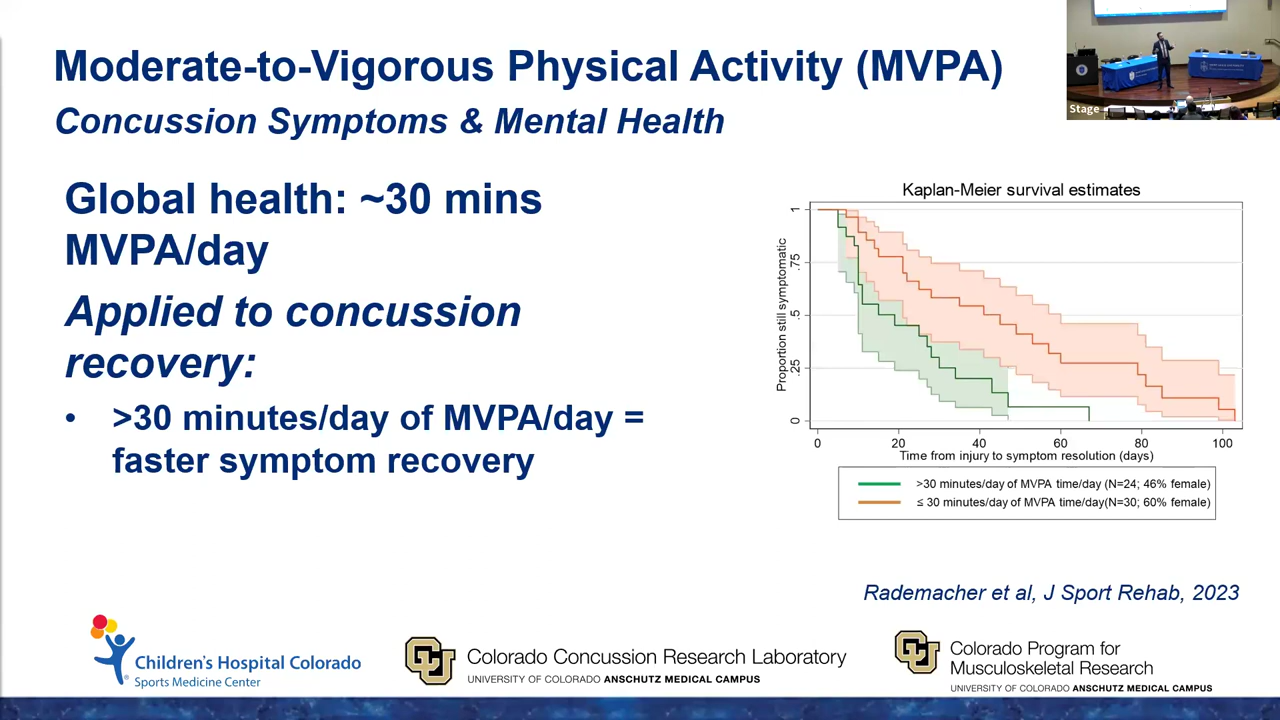 Moderate-to-Vigorous Physical Activity (MVPA)
Concussion Symptoms & Mental Health
Stage
Global health: ~30 mins
MVPA/day
Applied to concussion
recovery:
• >30 minutes/day of MVPA/day =
faster symptom recovery
Kaplan-Meier survival estimates
Proportion still symptomatic
1
.75
.5
.25
0
0 20 40 60 80 100
Time from injury to symptom resolution (days)
>30 minutes/day of MVPA time/day (N=24; 46% female)
≤ 30 minutes/day of MVPA time/day(N=30; 60% female)
Rademacher et al, J Sport Rehab, 2023
Children's Hospital Colorado
Sports Medicine Center
CU
Colorado Concussion Research Laboratory
UNIVERSITY OF COLORADO ANSCHUTZ MEDICAL CAMPUS
CU
Colorado Program for
Musculoskeletal Research
UNIVERSITY OF COLORADO ANSCHUTZ MEDICAL CAMPUS